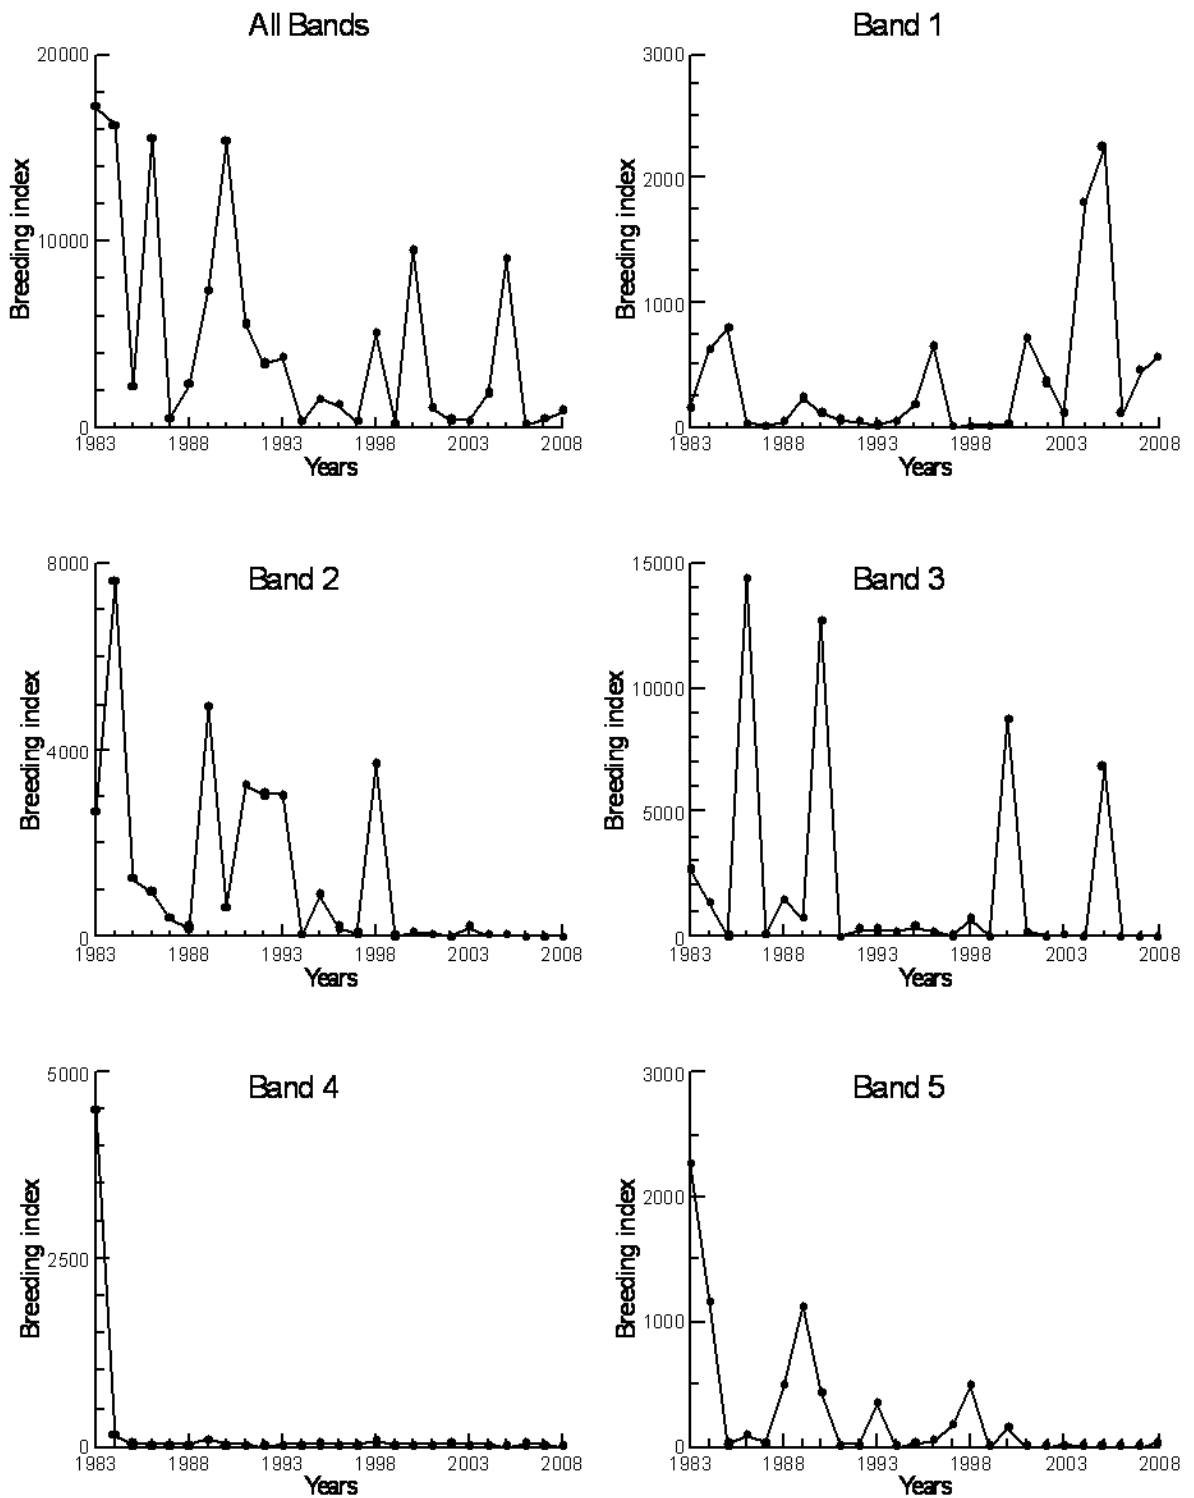 All Bands
20000
10000
0
Breeding index
1983 1988 1993 1998 2003 2008
Years
Band 1
3000
2000
1000
0
Breeding index
1983 1988 1993 1998 2003 2008
Years
Band 2
8000
4000
0
Breeding index
1983 1988 1993 1998 2003 2008
Years
Band 3
15000
10000
5000
0
Breeding index
1983 1988 1993 1998 2003 2008
Years
Band 4
5000
2500
0
Breeding index
1983 1988 1993 1998 2003 2008
Years
Band 5
3000
2000
1000
0
Breeding index
1983 1988 1993 1998 2003 2008
Years